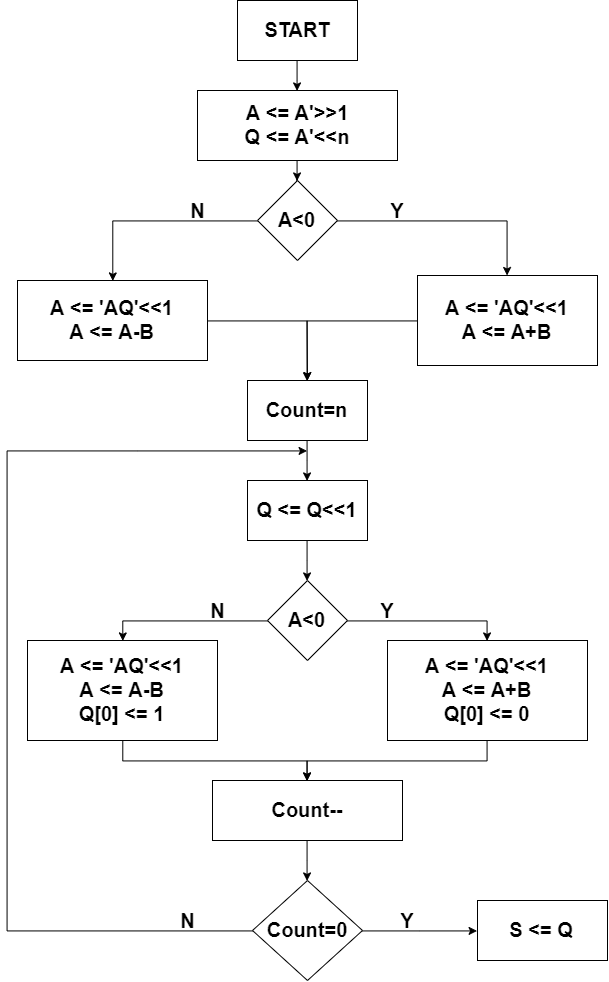 START
A <= A'>>1
Q <= A'<<n
A<0
N
Y
A <= 'AQ'<<1
A <= A-B
A <= 'AQ'<<1
A <= A+B
Count=n
Q <= Q<<1
A<0
N
Y
A <= 'AQ'<<1
A <= A-B
Q[0] <= 1
A <= 'AQ'<<1
A <= A+B
Q[0] <= 0
Count--
Count=0
N
Y
S <= Q